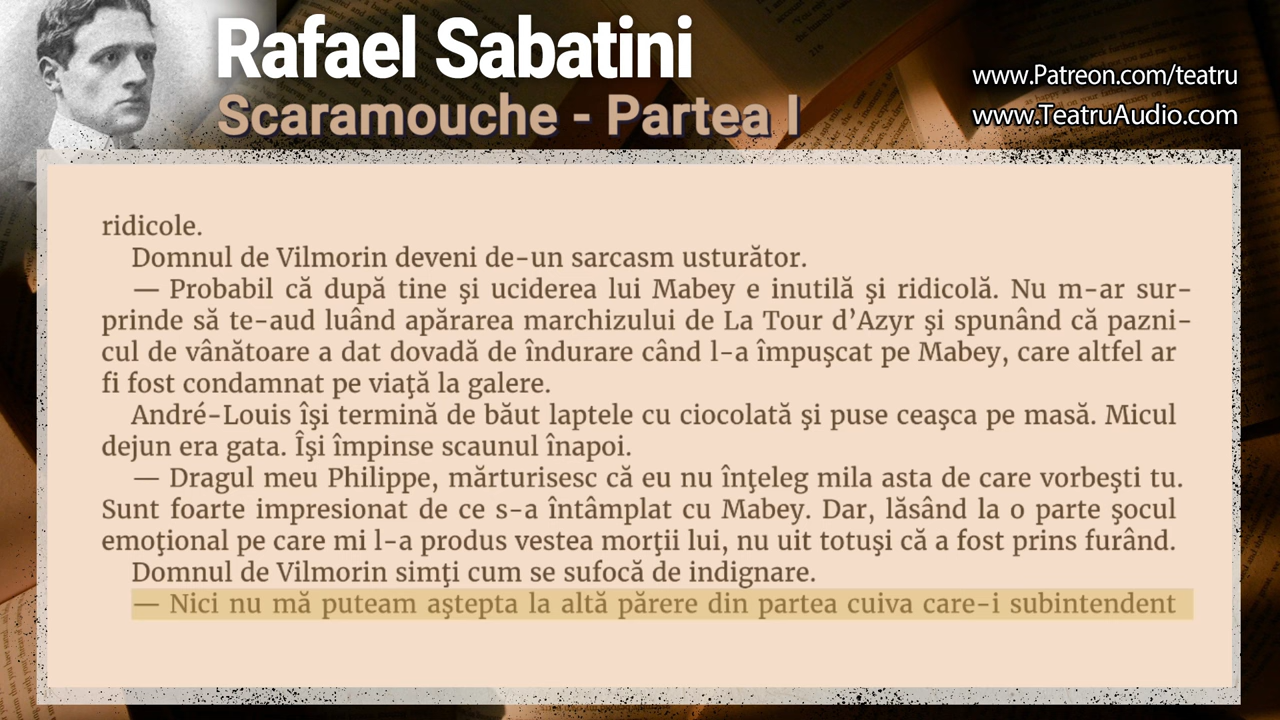 Rafael Sabatini
Scaramouche - Partea I
www.Patreon.com/teatru
www.TeatruAudio.com
ridicole.
Domnul de Vilmorin deveni de-un sarcasm usturător.
— Probabil că după tine şi uciderea lui Mabey e inutilă şi ridicolă. Nu m-ar sur-
prinde să te-aud luând apărarea marchizului de La Tour d’Azyr şi spunând că pazni-
cul de vânătoare a dat dovadă de îndurare când l-a împuşcat pe Mabey, care altfel ar
fi fost condamnat pe viaţă la galere.
André-Louis îşi termină de băut laptele cu ciocolată şi puse ceaşca pe masă. Micul
dejun era gata. Îşi împinse scaunul înapoi.
— Dragul meu Philippe, mărturisesc că eu nu înţeleg mila asta de care vorbeşti tu.
Sunt foarte impresionat de ce s-a întâmplat cu Mabey. Dar, lăsând la o parte şocul
emoţional pe care mi l-a produs vestea morţii lui, nu uit totuşi că a fost prins furând.
Domnul de Vilmorin simţi cum se sufocă de indignare.
— Nici nu mă puteam aştepta la altă părere din partea cuiva care-i subintendent